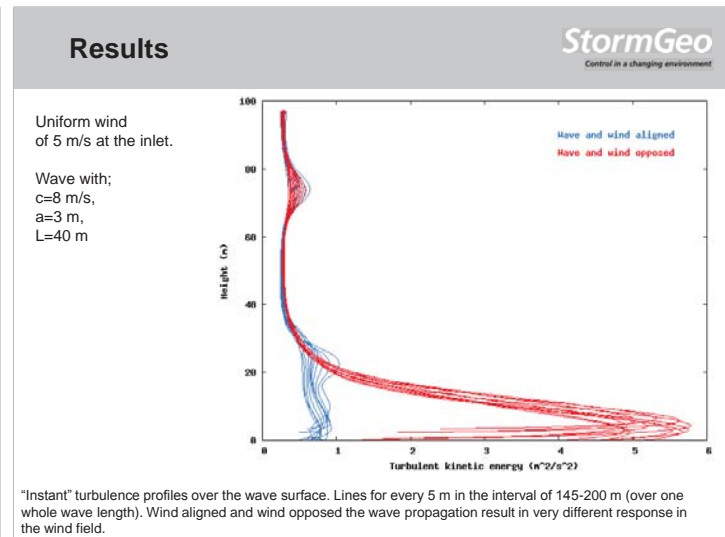 Results
StormGeo
Control in a changing environment
Uniform wind
of 5 m/s at the inlet.
Wave with;
c=8 m/s,
a=3 m,
L=40 m
100
80
60
40
20
0
Height (m)
Wave and wind aligned
Wave and wind opposed
0 1 2 3 4 5 6
Turbulent kinetic energy (m^2/s^2)
“Instant” turbulence profiles over the wave surface. Lines for every 5 m in the interval of 145-200 m (over one
whole wave length). Wind aligned and wind opposed the wave propagation result in very different response in
the wind field.